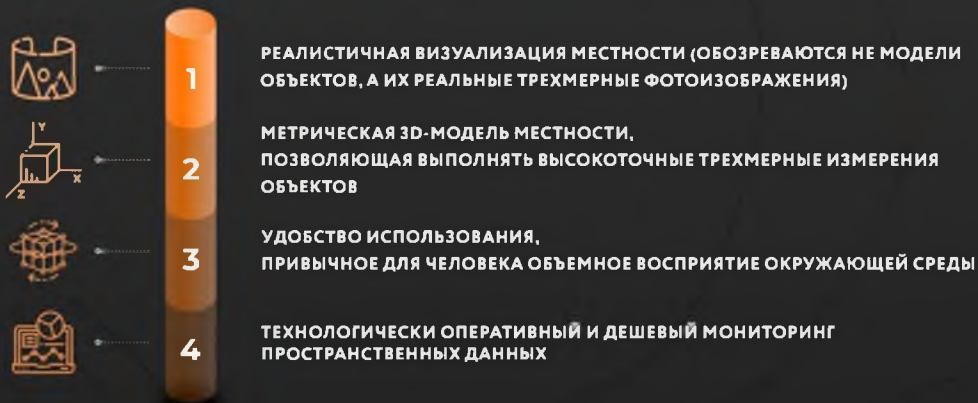 1
РЕАЛИСТИЧНАЯ ВИЗУАЛИЗАЦИЯ МЕСТНОСТИ (ОБОЗРЕВАЮТСЯ НЕ МОДЕЛИ
ОБЪЕКТОВ, А ИХ РЕАЛЬНЫЕ ТРЕХМЕРНЫЕ ФОТОИЗОБРАЖЕНИЯ)
Y
X
Z
2
МЕТРИЧЕСКАЯ 3D-МОДЕЛЬ МЕСТНОСТИ,
ПОЗВОЛЯЮЩАЯ ВЫПОЛНЯТЬ ВЫСОКОТОЧНЫЕ ТРЕХМЕРНЫЕ ИЗМЕРЕНИЯ
ОБЪЕКТОВ
3
УДОБСТВО ИСПОЛЬЗОВАНИЯ,
ПРИВЫЧНОЕ ДЛЯ ЧЕЛОВЕКА ОБЪЕМНОЕ ВОСПРИЯТИЕ ОКРУЖАЮЩЕЙ СРЕДЫ
4
ТЕХНОЛОГИЧЕСКИ ОПЕРАТИВНЫЙ И ДЕШЕВЫЙ МОНИТОРИНГ
ПРОСТРАНСТВЕННЫХ ДАННЫХ